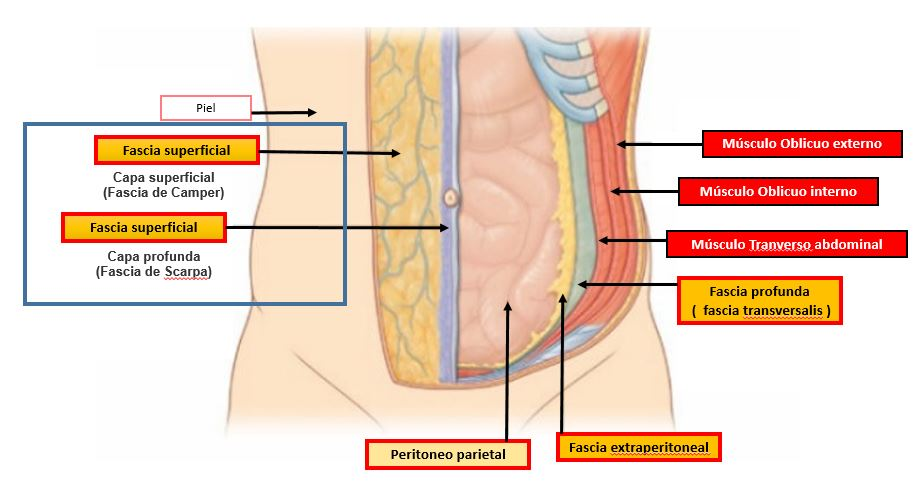 Piel
Fascia superficial
Capa superficial
(Fascia de Camper)
Fascia superficial
Capa profunda
(Fascia de Scarpa)
Músculo Oblicuo externo
Músculo Oblicuo interno
Músculo Tranverso abdominal
Fascia profunda
( fascia transversalis )
Peritoneo parietal
Fascia extraperitoneal